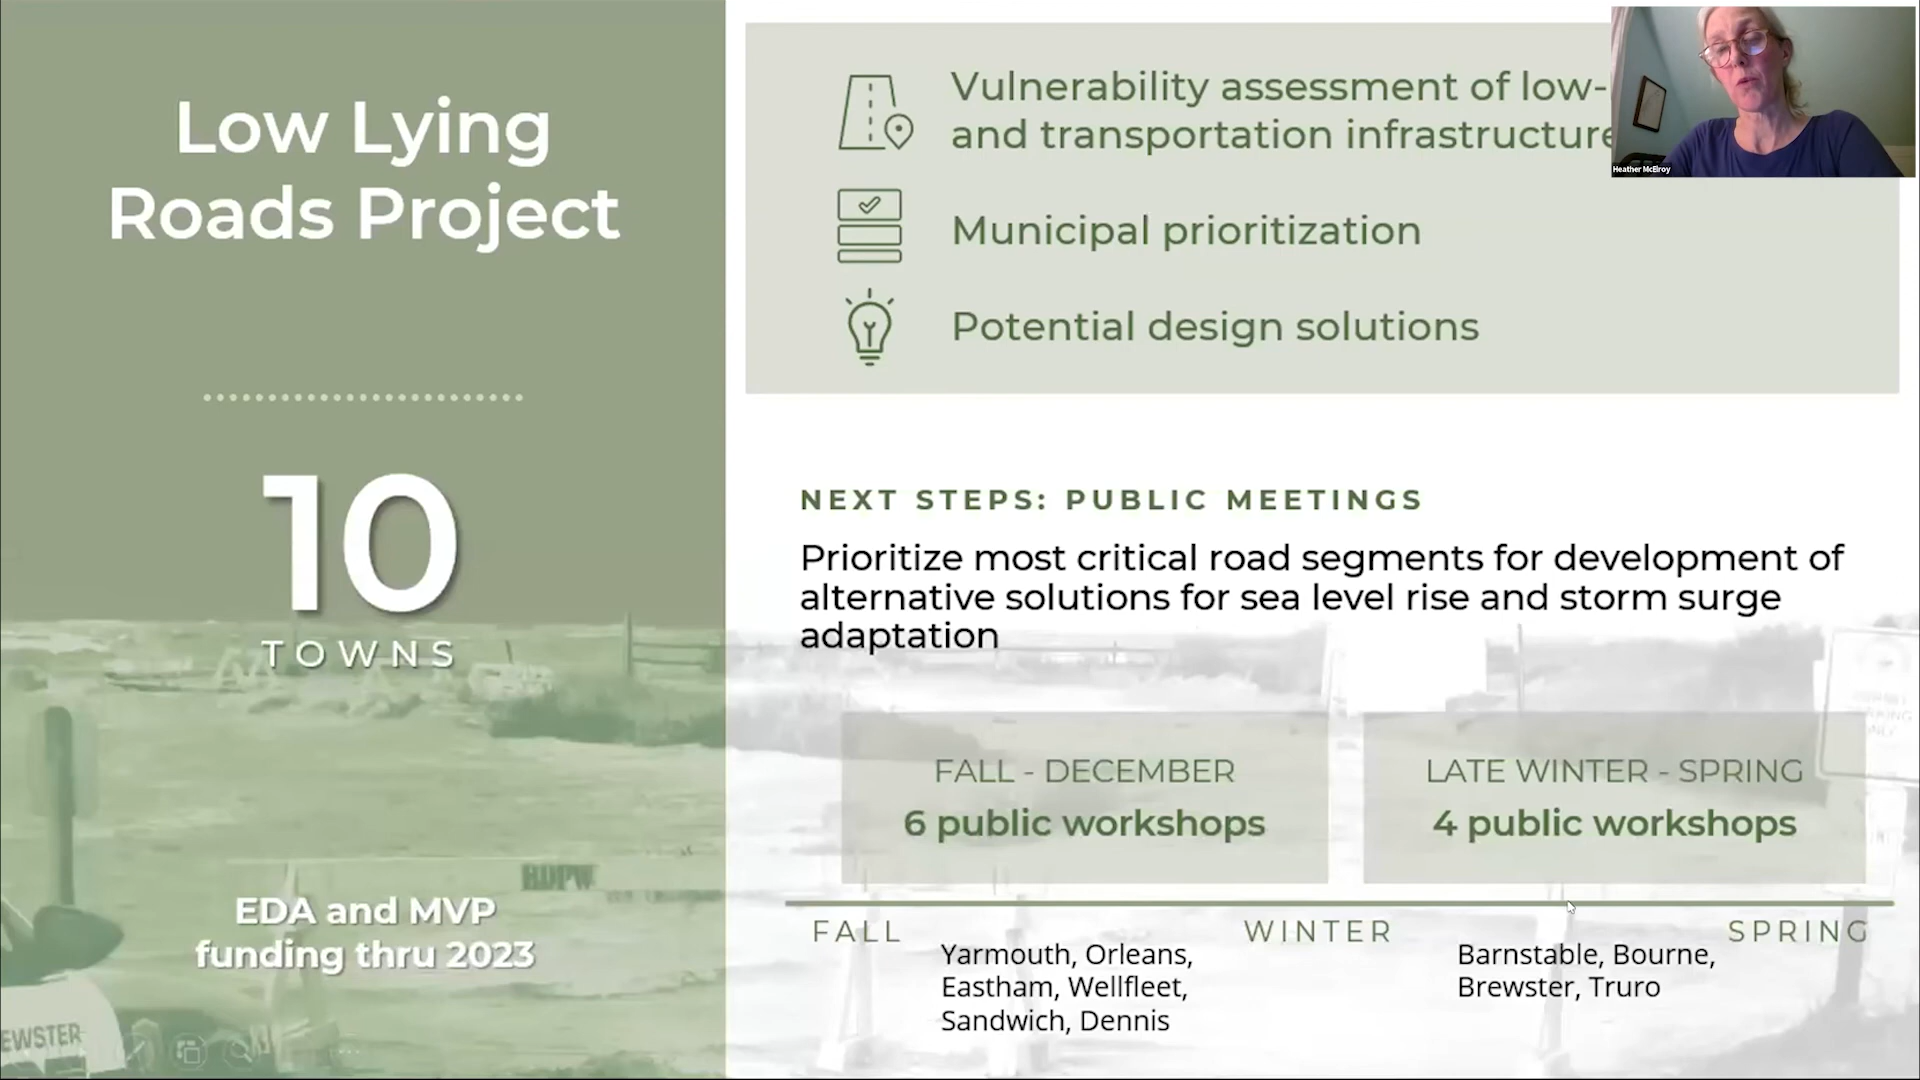 Low Lying
Roads Project
10
TOWNS
EDA and MVP
funding thru 2023
EWSTER
Vulnerability assessment of low-
and transportation infrastructure
Heather McElroy
Municipal prioritization
Potential design solutions
NEXT STEPS: PUBLIC MEETINGS
Prioritize most critical road segments for development of
alternative solutions for sea level rise and storm surge
adaptation
FALL - DECEMBER
6 public workshops
LATE WINTER - SPRING
4 public workshops
FALL
WINTER
SPRING
Yarmouth, Orleans,
Eastham, Wellfleet,
Sandwich, Dennis
Barnstable, Bourne,
Brewster, Truro